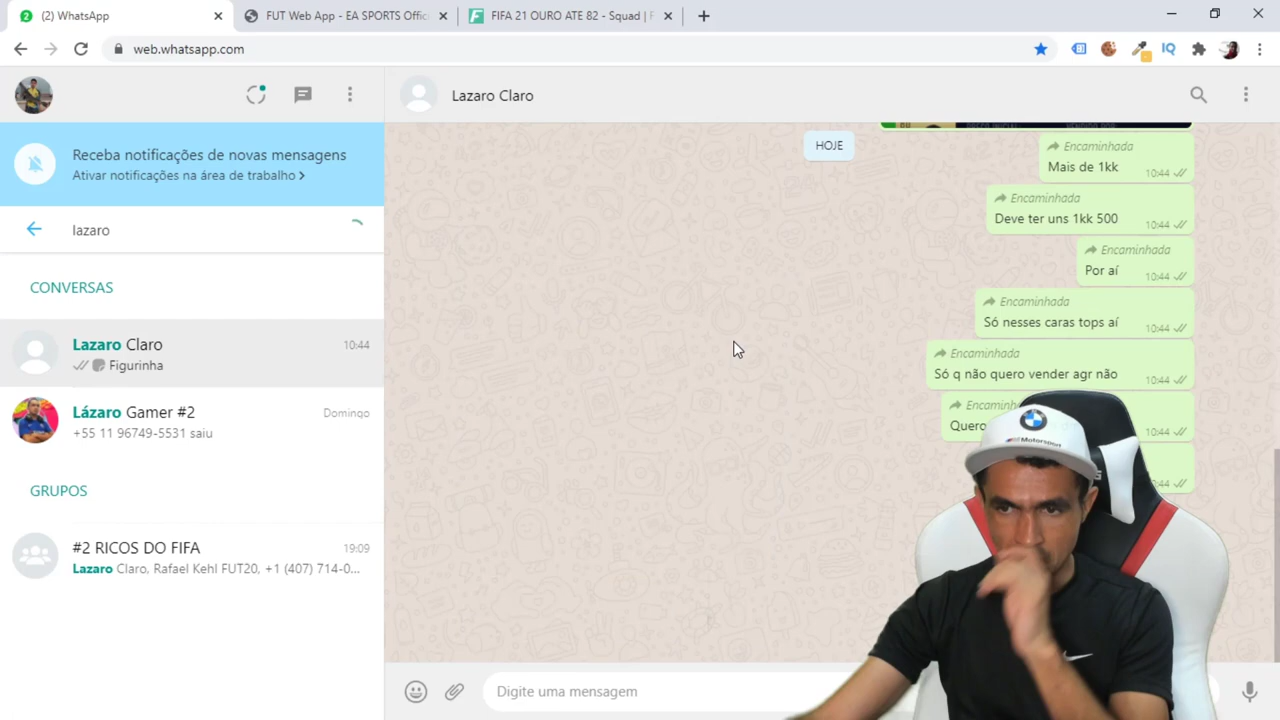 2
(2) WhatsApp
FUT Web App - EA SPORTS Offici
FIFA 21 OURO ATE 82 - Squad | F
web.whatsapp.com
IQ
Lazaro Claro
Receba notificações de novas mensagens
Ativar notificações na área de trabalho >
lazaro
CONVERSAS
Lazaro Claro
10:44
Figurinha
Lázaro Gamer #2
Domingo
+55 11 96749-5531 saiu
GRUPOS
#2 RICOS DO FIFA
19:09
Lazaro Claro, Rafael Kehl FUT20, +1 (407) 714-0...
HOJE
Encaminhada
Mais de 1kk
10:44
Encaminhada
Deve ter uns 1kk 500
10:44
Encaminhada
Por aí
10:44
Encaminhada
Só nesses caras tops aí
10:44
Encaminhada
Só q não quero vender agr não
10:44
Encaminh
Quero
10:44
:44
Motorsport
Digite uma mensagem